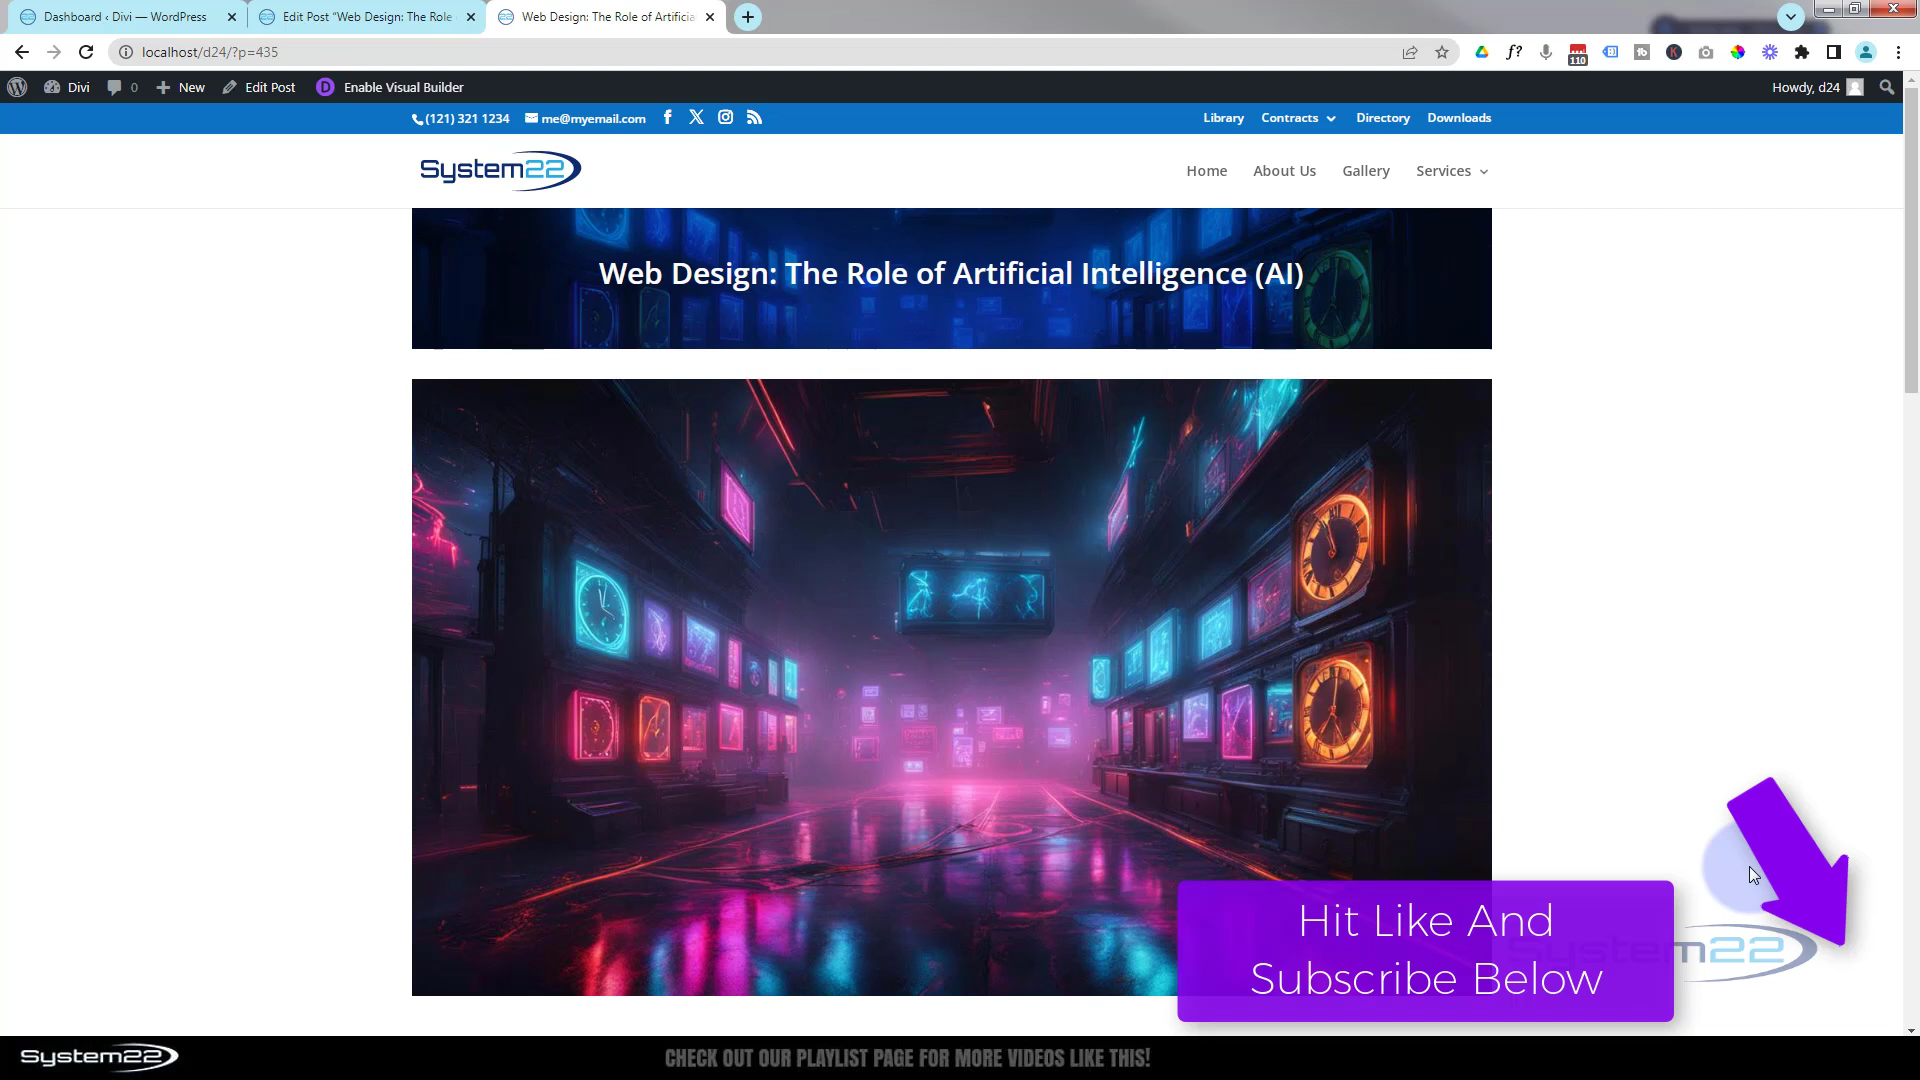 Dashboard ‹ Divi — WordPress
Edit Post "Web Design: The Role
Web Design: The Role of Artificia
localhost/d24/?p=435
f?
110
tb
K
Divi
0
New
Edit Post
D
Enable Visual Builder
Howdy, d24
(121) 321 1234
me@myemail.com
Library
Contracts
Directory
Downloads
System22
Home
About Us
Gallery
Services
Web Design: The Role of Artificial Intelligence (AI)
Hit Like And
Subscribe Below
System22
System22
CHECK OUT OUR PLAYLIST PAGE FOR MORE VIDEOS LIKE THIS!